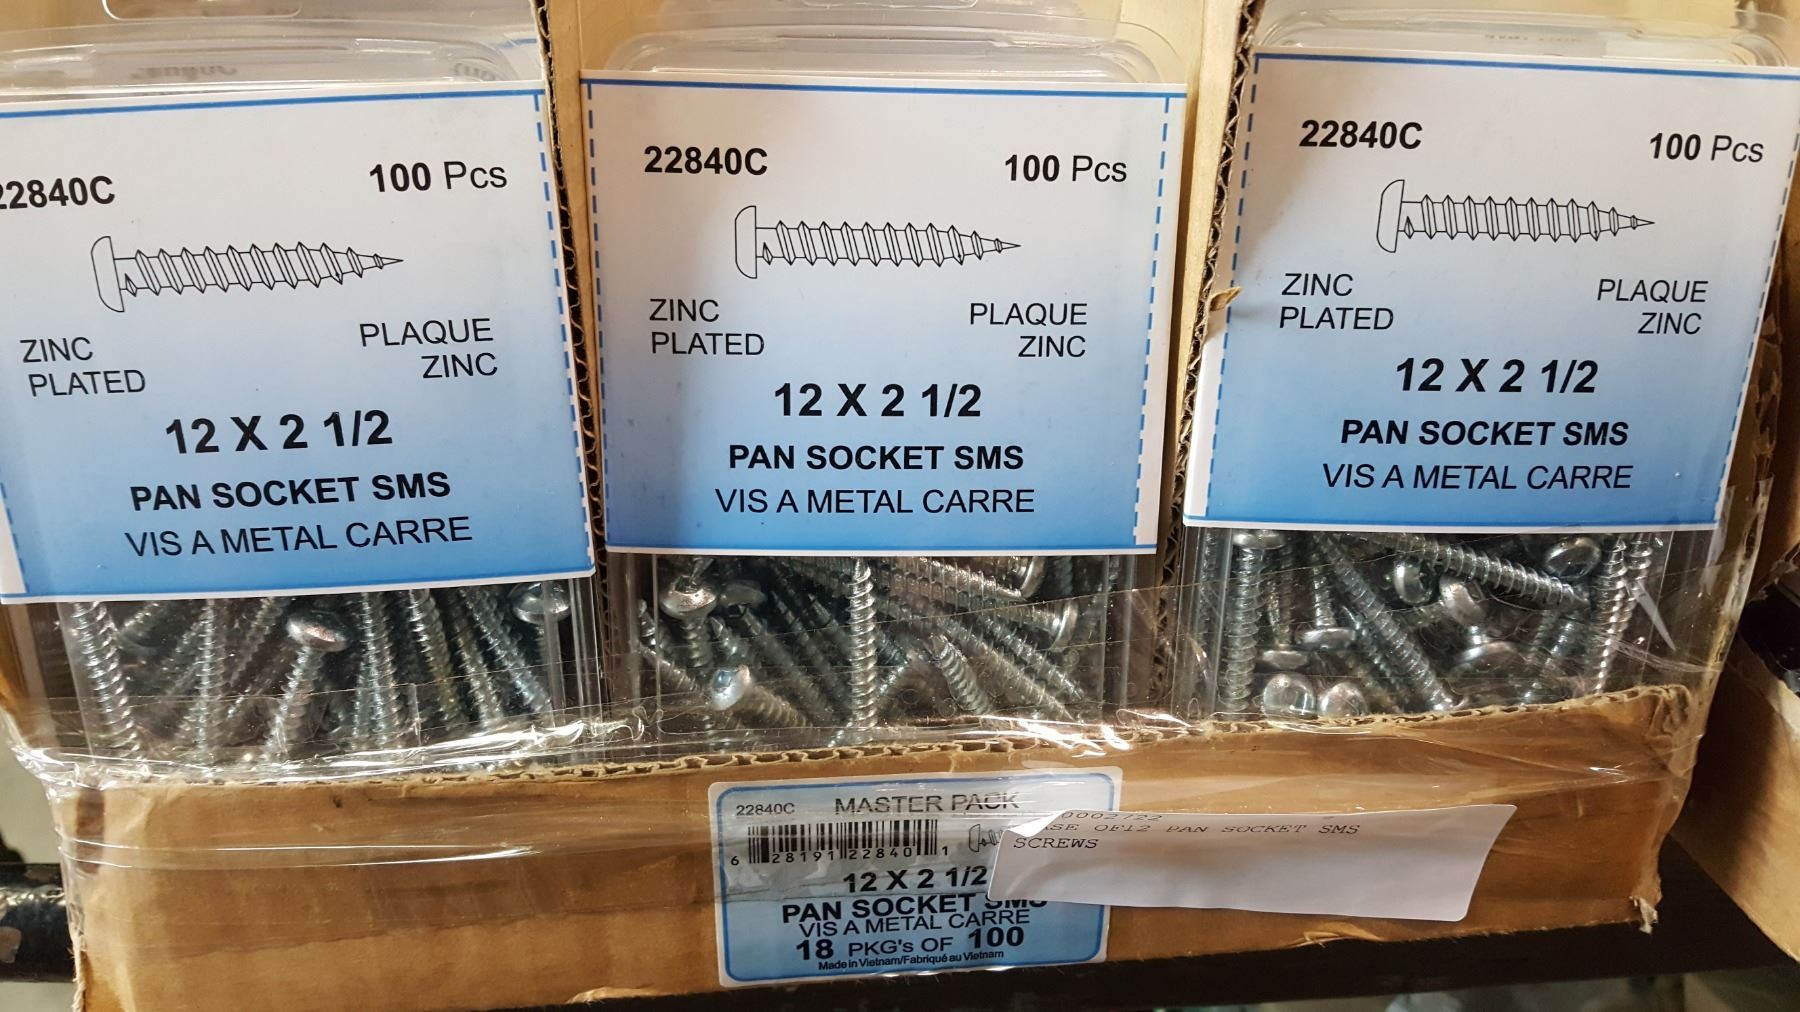 22840C
100 Pcs
ZINC
PLATED
PLAQUE
ZINC
12 X 2 1/2
PAN SOCKET SMS
VIS A METAL CARRE
22840C
100 Pcs
ZINC
PLATED
PLAQUE
ZINC
12 X 2 1/2
PAN SOCKET SMS
VIS A METAL CARRE
22840C
100 Pcs
ZINC
PLATED
PLAQUE
ZINC
12 X 2 1/2
PAN SOCKET SMS
VIS A METAL CARRE
22840C MASTER PACK
6 28191 22840 1
12 X 2 1/2
PAN SOCKET SMS
VIS A METAL CARRE
18 PKG's OF 100
Made in Vietnam/Fabriqué au Vietnam
OF12 PAN SOCKET SMS
SCREWS